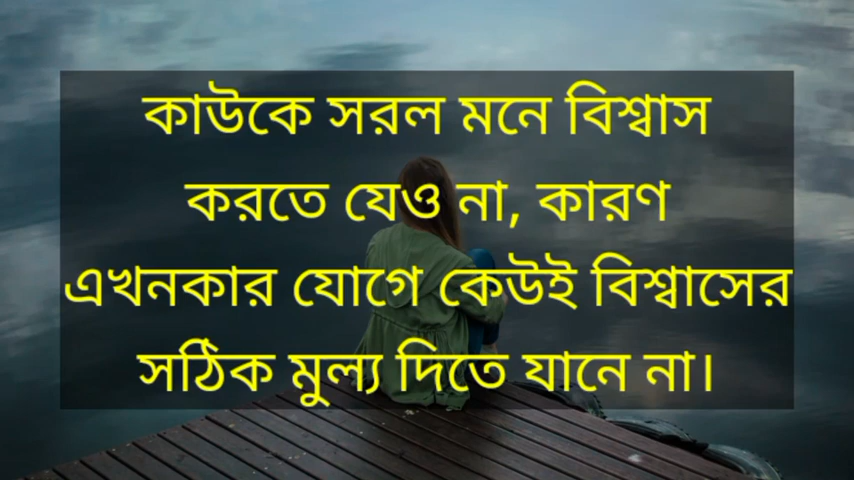 কাউকে সরল মনে বিশ্বাস
করতে যেও না, কারণ
এখনকার যোগে কেউই বিশ্বাসের
সঠিক মুল্য দিতে যানে না।